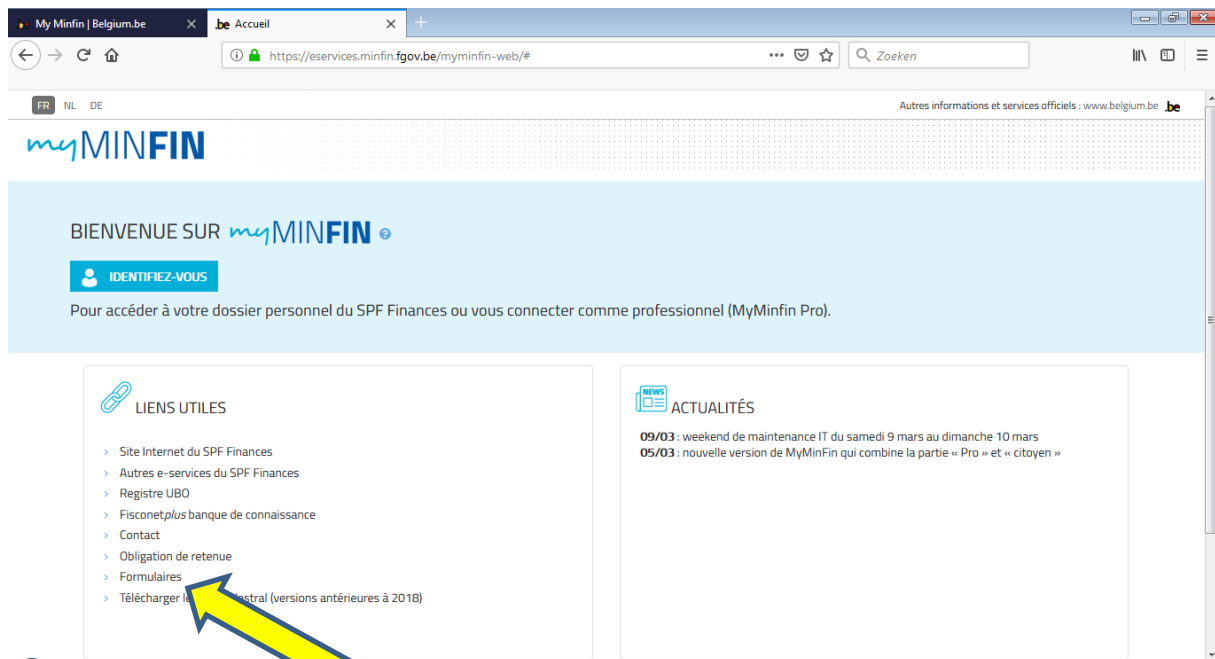 My Minfin | Belgium.be
.be Accueil
https://eservices.minfin.fgov.be/myminfin-web/#
Zoeken
FR NL DE
Autres informations et services officiels : www.belgium.be .be
myMINFIN
BIENVENUE SUR myMINFIN ?
IDENTIFIEZ-VOUS
Pour accéder à votre dossier personnel du SPF Finances ou vous connecter comme professionnel (MyMinfin Pro).
LIENS UTILES
Site Internet du SPF Finances
Autres e-services du SPF Finances
Registre UBO
Fisconetplus banque de connaissance
Contact
Obligation de retenue
Formulaires
Télécharger (versions antérieures à 2018)
NEWS
ACTUALITÉS
09/03 : weekend de maintenance IT du samedi 9 mars au dimanche 10 mars
05/03 : nouvelle version de MyMinFin qui combine la partie « Pro » et « citoyen »